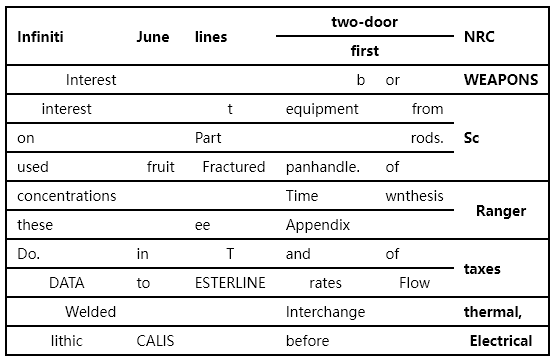 Infiniti June lines two-door NRC
first
Interest b or WEAPONS
interest t equipment from Sc
on Part rods.
used fruit Fractured panhandle. of
concentrations Time wnthesis Ranger
these ee Appendix
Do. in T and of taxes
DATA to ESTERLINE rates Flow
Welded Interchange thermal,
lithic CALIS before Electrical